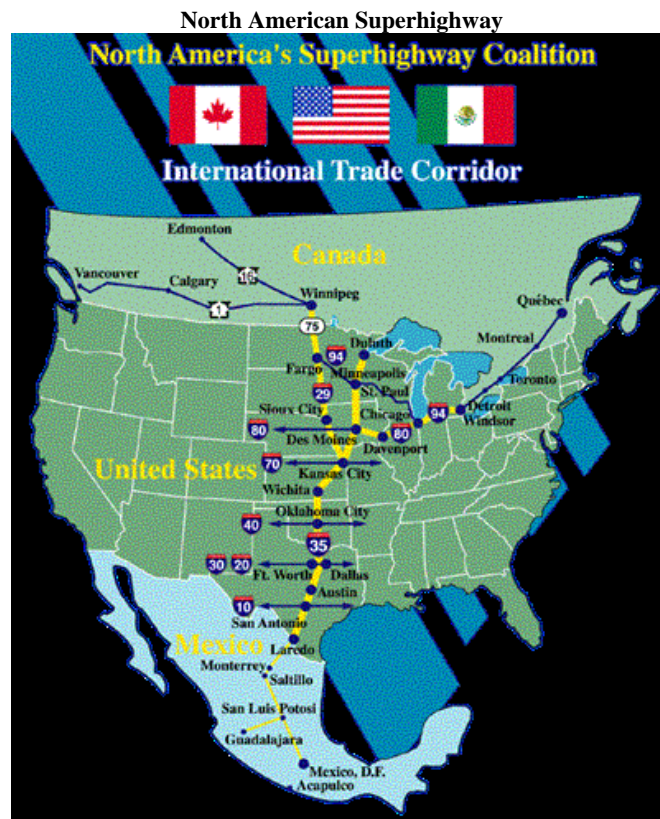 North American Superhighway
North America's Superhighway Coalition
International Trade Corridor
Edmonton
Canada
Vancouver
Calgary
16
Winnipeg
1
Québec
75
Montreal
Duluth
94
Fargo
Minneapolis
St. Paul
Toronto
29
Sioux City
Chicago
94
Detroit
Windsor
80
Des Moines
80
Davenport
United States
70
Kansas City
Wichita
Oklahoma City
40
35
30
20
Ft. Worth
Dallas
Austin
10
San Antonio
Mexico
Laredo
Monterrey
Saltillo
San Luis Potosi
Guadalajara
Mexico, D.F.
Acapulco